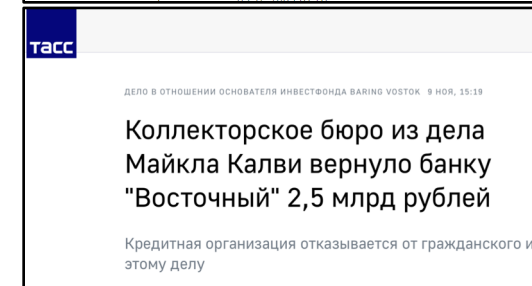 тасс
ДЕЛО В ОТНОШЕНИИ ОСНОВАТЕЛЯ ИНВЕСТФОНДА BARING VOSTOK 9 НОЯ, 15:19
Коллекторское бюро из дела
Майкла Калви вернуло банку
"Восточный" 2,5 млрд рублей
Кредитная организация отказывается от гражданского и
этому делу